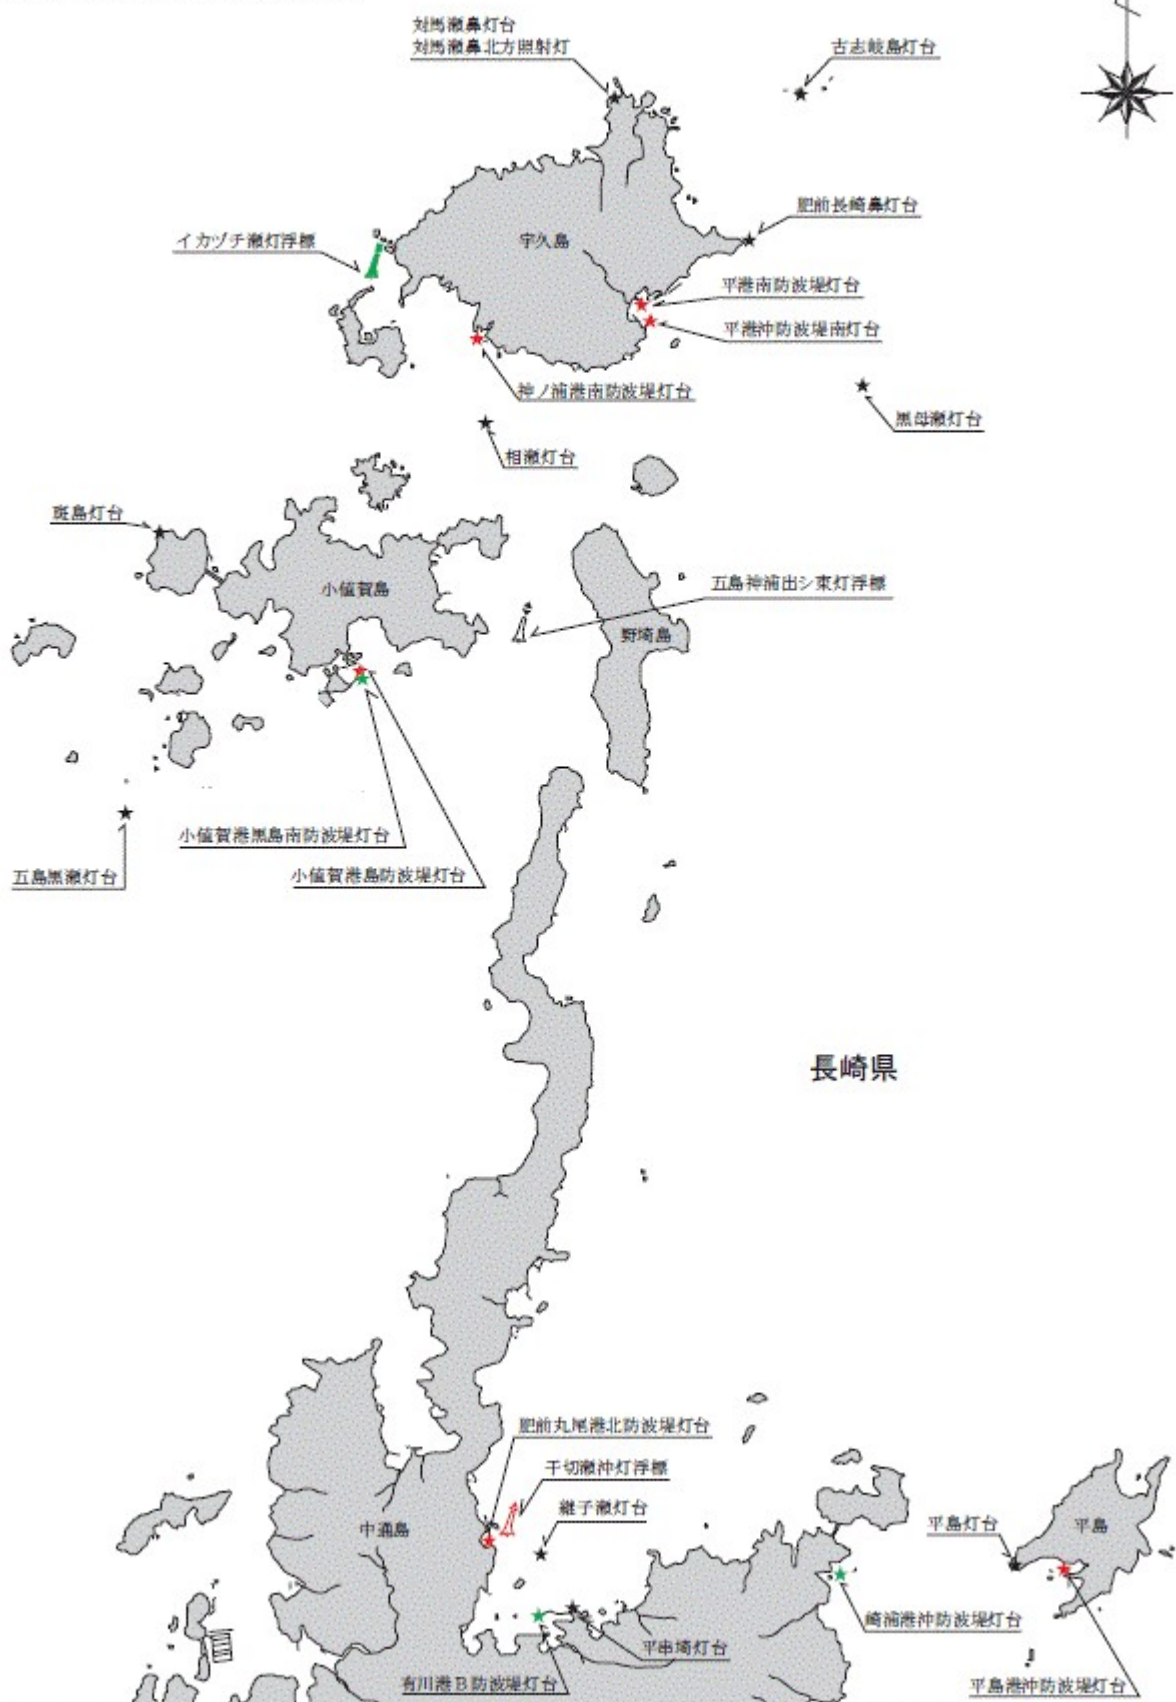 対馬瀬鼻灯台
対馬瀬鼻北方照射灯
古志岐島灯台
肥前長崎鼻灯台
イカヅチ瀬灯浮標
宇久島
平港南防波堤灯台
平港沖防波堤南灯台
神ノ浦港南防波堤灯台
黒母瀬灯台
相瀬灯台
斑島灯台
小値賀島
五島神浦出シ東灯浮標
野埼島
小値賀港黒島南防波堤灯台
小値賀港島防波堤灯台
五島黒瀬灯台
長崎県
肥前丸尾港北防波堤灯台
干切瀬沖灯浮標
継子瀬灯台
中通島
平島灯台
平島
崎浦港沖防波堤灯台
平串埼灯台
有川港B防波堤灯台
平島港沖防波堤灯台